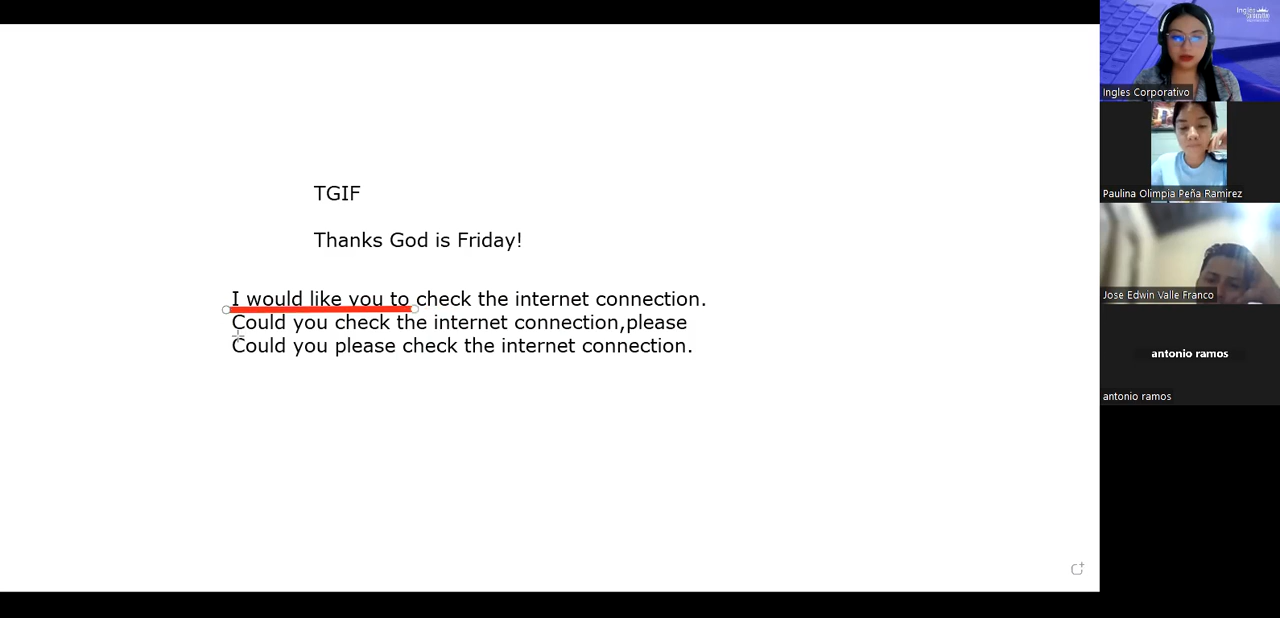 TGIF
Thanks God is Friday!
I would like you to check the internet connection.
Could you check the internet connection,please
Could you please check the internet connection.
Ingles
Ingles Corporativo
Paulina Olimpia Peña Ramirez
Jose Edwin Valle Franco
antonio ramos
antonio ramos